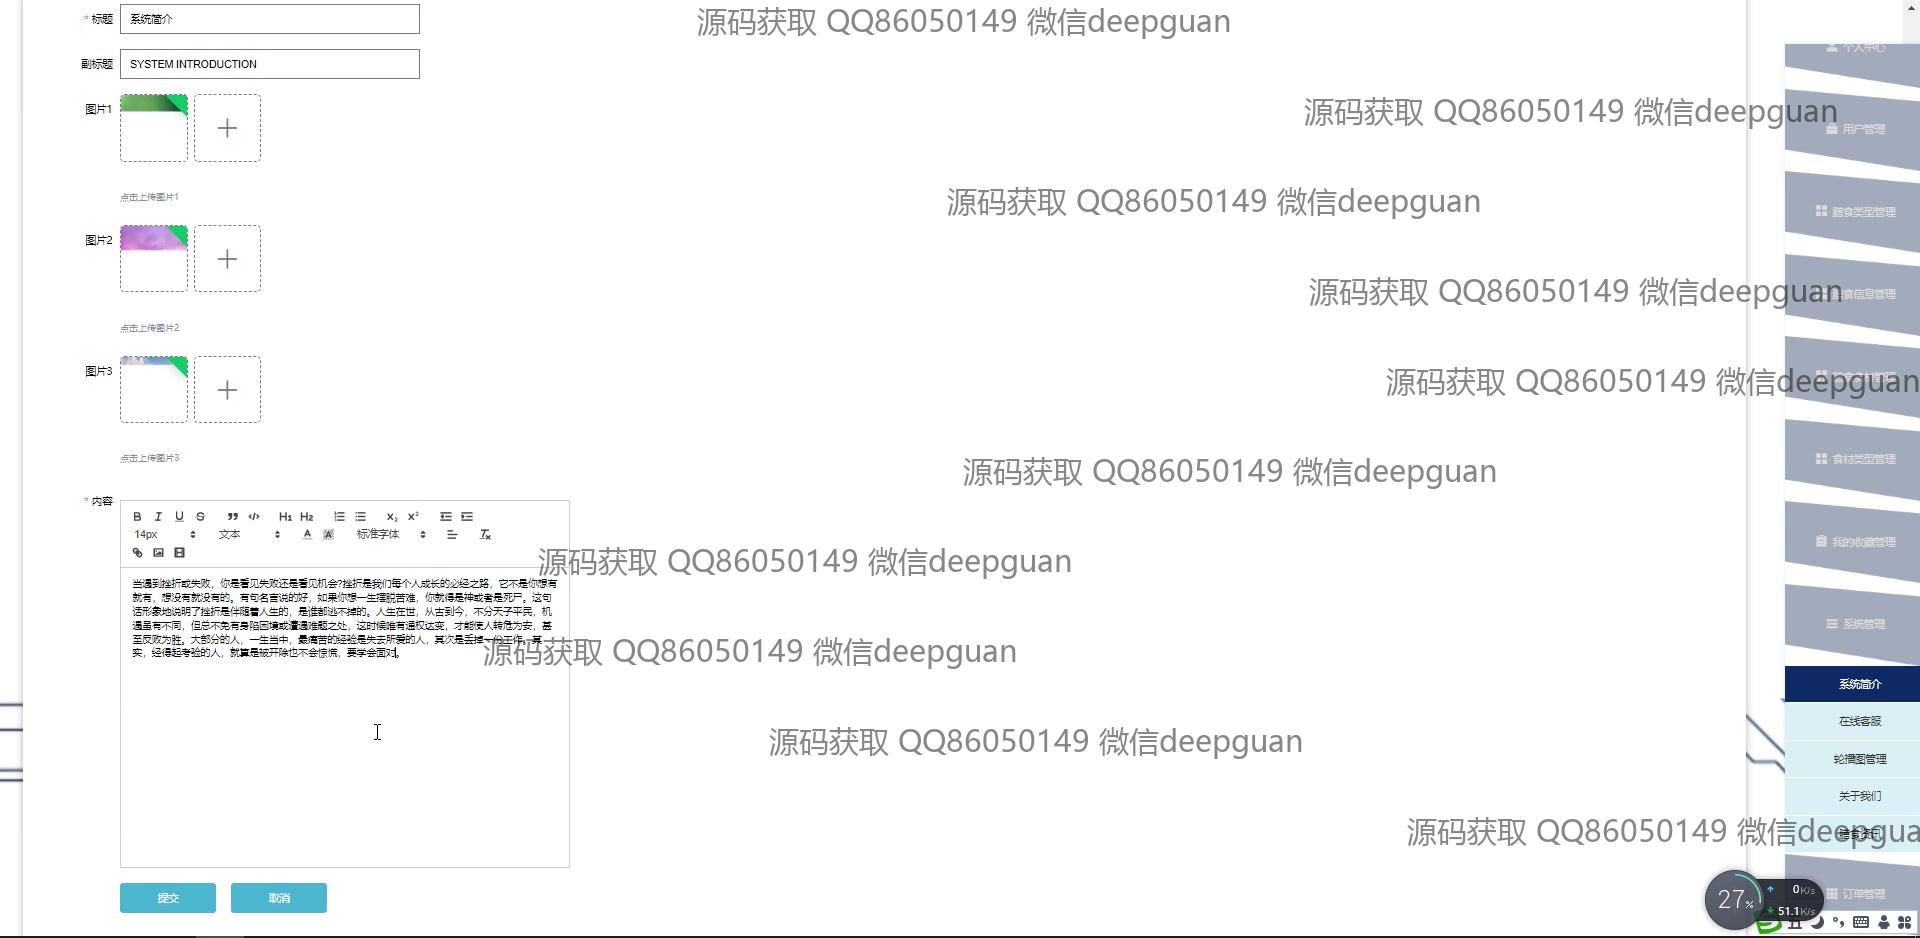 * 标题
系统简介
源码获取 QQ86050149 微信deepguan
副标题
SYSTEM INTRODUCTION
个人中心
图片1
源码获取 QQ86050149 微信deepguan
用户管理
点击上传图片1
源码获取 QQ86050149 微信deepguan
膳食类型管理
图片2
源码获取 QQ86050149 微信deepguan
膳食信息管理
点击上传图片2
图片3
源码获取 QQ86050149 微信deepguan
点击上传图片3
源码获取 QQ86050149 微信deepguan
食材类型管理
* 内容
B I U S H1 H2 X2 X2
14px 文本 A A 标准字体
我的收藏管理
源码获取 QQ86050149 微信deepguan
当遇到挫折或失败，你是看见失败还是看见机会?挫折是我们每个人成长的必经之路，它不是你想有
就有，想没有就没有的。有句名言说的好，如果你想一生摆脱苦难，你就得是神或者是死尸。这句
话形象地说明了挫折是伴随着人生的，是谁都逃不掉的。人生在世，从古到今，不分天子平民，机
遇虽有不同，但总不免有身陷困境或遭遇难题之处，这时候唯有通权达变，才能使人转危为安，甚
至反败为胜。大部分的人，一生当中，最痛苦的经验是失去所爱的人，其次是丢掉一份工作。其
实，经得起考验的人，就算是被开除也不会惊慌，要学会面对。
系统管理
源码获取 QQ86050149 微信deepguan
系统简介
在线客服
源码获取 QQ86050149 微信deepguan
轮播图管理
关于我们
源码获取 QQ86050149 微信deepgua
膳食资讯
订单管理
提交
取消
27%
0K/s
51.1K/s